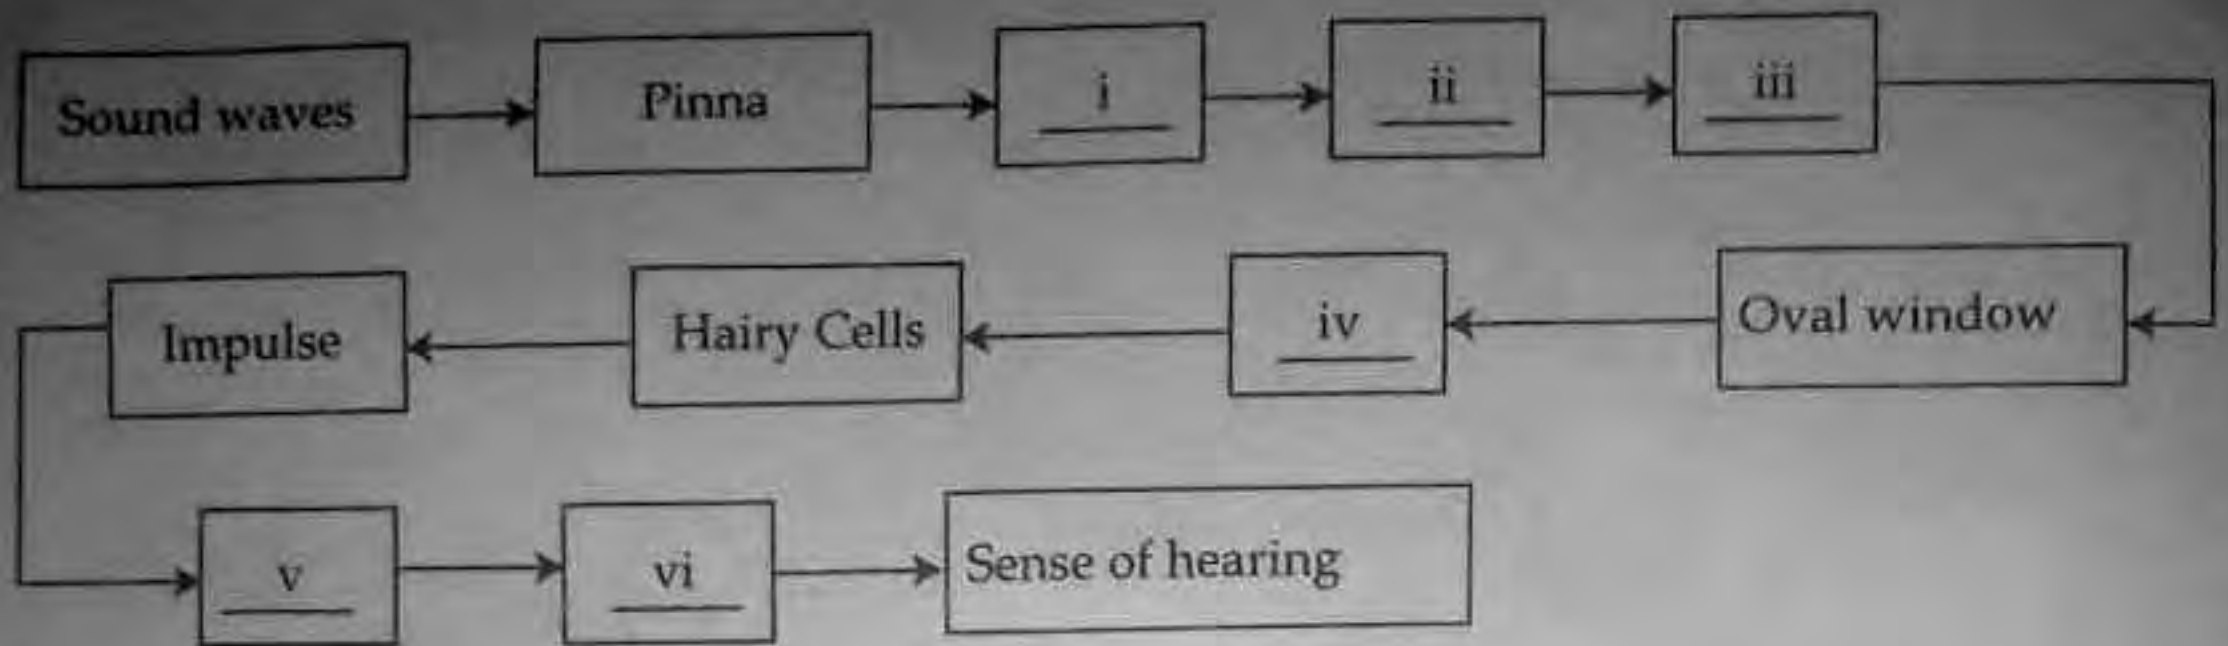 Sound waves
Pinna
i
ii
iii
Oval window
iv
Hairy Cells
Impulse
v
vi
Sense of hearing